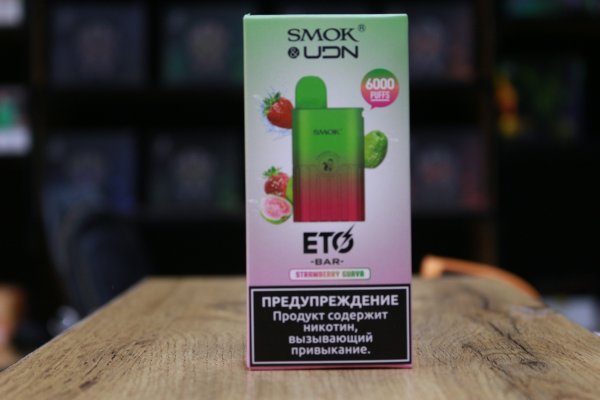 SMOK®
& UDN
6000
PUFFS
SMOK
ETO
-BAR-
STRAWBERRY GUAVA
ПРЕДУПРЕЖДЕНИЕ
Продукт содержит
никотин,
вызывающий
привыкание.